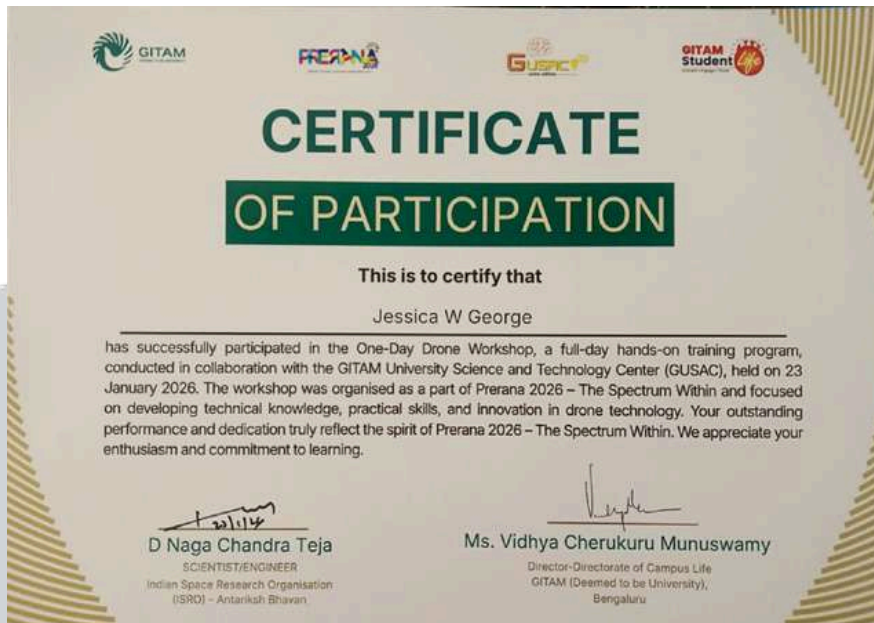 GITAM
PRERANA
GUSAC
GITAM
Student Life
CERTIFICATE
OF PARTICIPATION
This is to certify that
Jessica W George
has successfully participated in the One-Day Drone Workshop, a full-day hands-on training program,
conducted in collaboration with the GITAM University Science and Technology Center (GUSAC), held on 23
January 2026. The workshop was organised as a part of Prerana 2026 – The Spectrum Within and focused
on developing technical knowledge, practical skills, and innovation in drone technology. Your outstanding
performance and dedication truly reflect the spirit of Prerana 2026 – The Spectrum Within. We appreciate your
enthusiasm and commitment to learning.
D Naga Chandra Teja
SCIENTIST/ENGINEER
Indian Space Research Organisation
(ISRO) – Antariksh Bhavan
Ms. Vidhya Cherukuru Munuswamy
Director-Directorate of Campus Life
GITAM (Deemed to be University),
Bengaluru